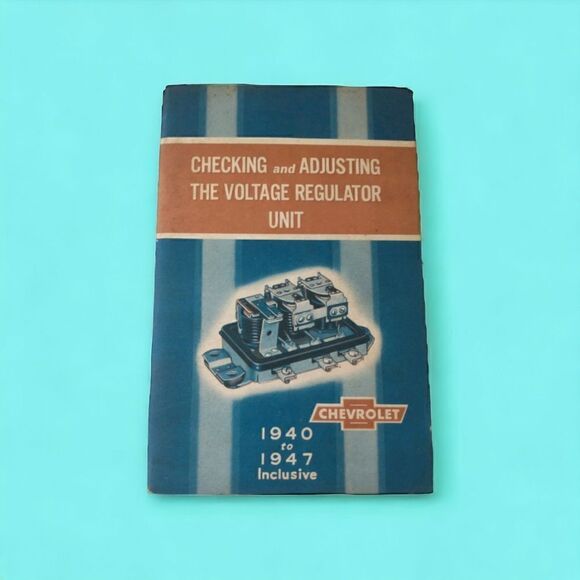 CHECKING and ADJUSTING
THE VOLTAGE REGULATOR
UNIT
CHEVROLET
1940
to
1947
Inclusive